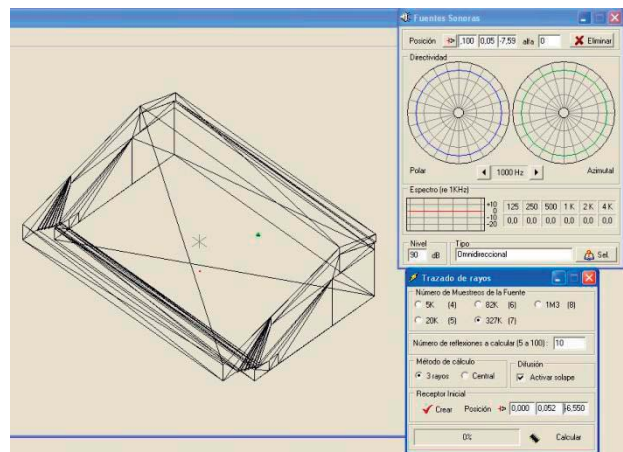 Fuentes Sonoras
Posición ,100 0,05 -7,59 alfa 0 Eliminar
Directividad
Polar 1000 Hz Azimutal
Espectro (re 1KHz)
+10
0
-10
-20
125 250 500 1 K 2 K 4 K
0,0 0,0 0,0 0,0 0,0 0,0
Nivel Tipo
90 dB Omnidireccional Sel.
Trazado de rayos
Número de Muestreos de la Fuente
5K (4) 82K (6) 1M3 (8)
20K (5) 327K (7)
Número de reflexiones a calcular (5 a 100) : 10
Método de cálculo Difusión
3 rayos Central Activar solape
Receptor Inicial
Crear Posición 0,000 0,052 -6,550
0% Calcular